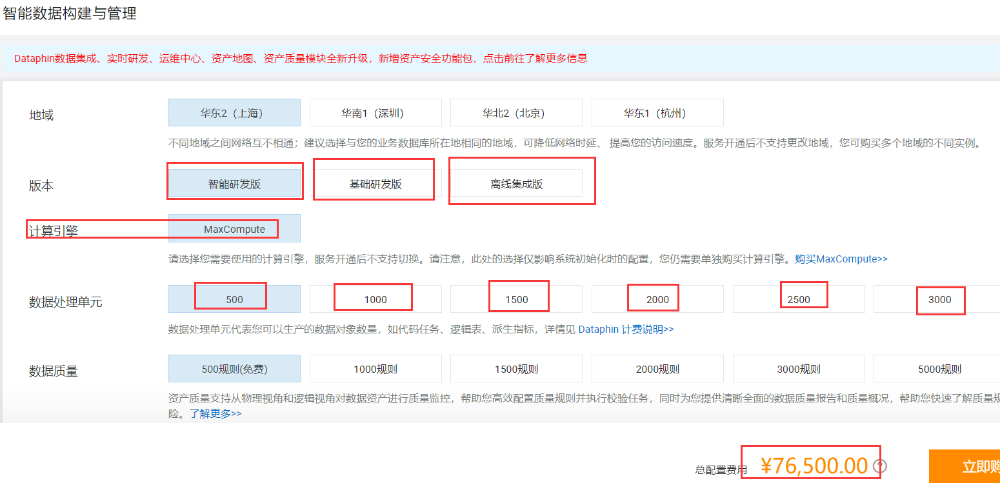 智能数据构建与管理
Dataphin数据集成、实时研发、运维中心、资产地图、资产质量模块全新升级，新增资产安全功能包，点击前往了解更多信息
地域 华东2（上海） 华南1（深圳） 华北2（北京） 华东1（杭州）
不同地域之间网络互不相通；建议选择与您的业务数据库所在地相同的地域，可降低网络时延、 提高您的访问速度。服务开通后不支持更改地域，您可购买多个地域的不同实例。
版本 智能研发版 基础研发版 离线集成版
计算引擎 MaxCompute
请选择您需要使用的计算引擎，服务开通后不支持切换。请注意，此处的选择仅影响系统初始化时的配置，您仍需要单独购买计算引擎。购买MaxCompute>>
数据处理单元 500 1000 1500 2000 2500 3000
数据处理单元代表您可以生产的数据对象数量，如代码任务、逻辑表、派生指标，详情见 Dataphin 计费说明>>
数据质量 500规则(免费) 1000规则 1500规则 2000规则 3000规则 5000规则
资产质量支持从物理视角和逻辑视角对数据资产进行质量监控，帮助您高效配置质量规则并执行校验任务，同时为您提供清晰全面的数据质量报告和质量概况，帮助您快速了解质量规
险。了解更多>>
总配置费用 ¥76,500.00 ?
立即购